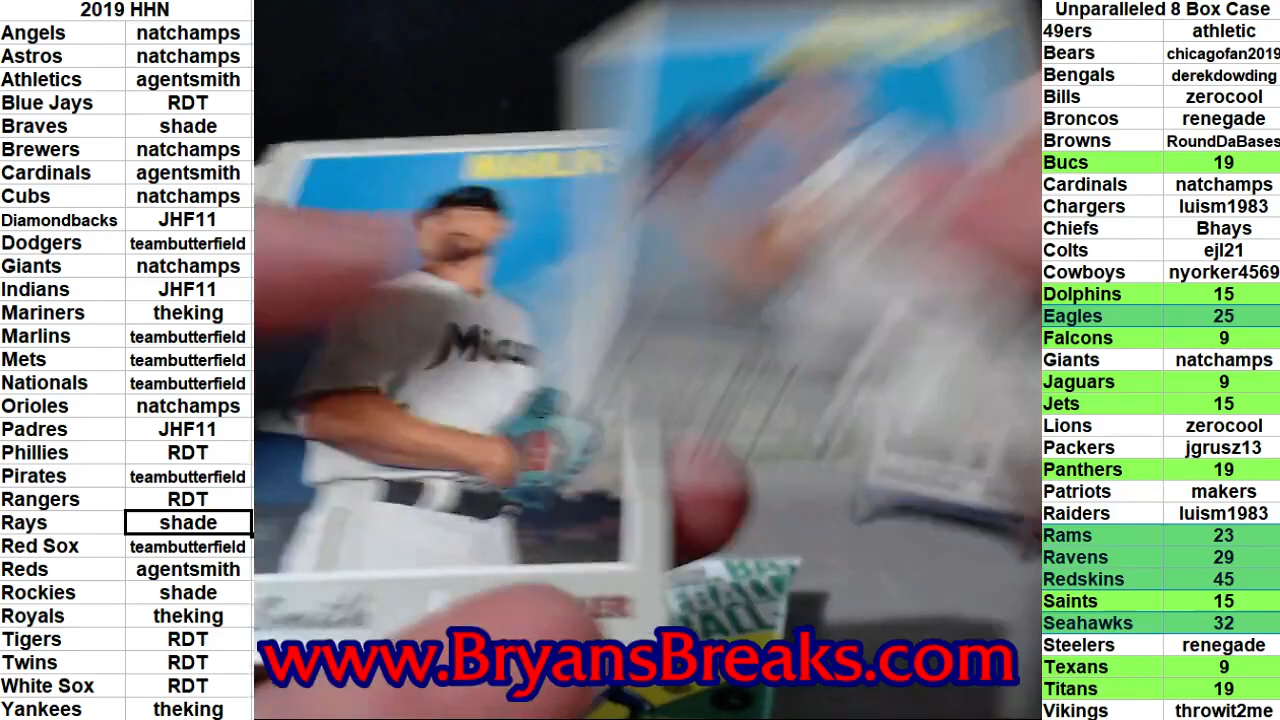 2019 HHN
Angels natchamps
Astros natchamps
Athletics agentsmith
Blue Jays RDT
Braves shade
Brewers natchamps
Cardinals agentsmith
Cubs natchamps
Diamondbacks JHF11
Dodgers teambutterfield
Giants natchamps
Indians JHF11
Mariners theking
Marlins teambutterfield
Mets teambutterfield
Nationals teambutterfield
Orioles natchamps
Padres JHF11
Phillies RDT
Pirates teambutterfield
Rangers RDT
Rays shade
Red Sox teambutterfield
Reds agentsmith
Rockies shade
Royals theking
Tigers RDT
Twins RDT
White Sox RDT
Yankees theking
MARLINS
Smith
www.BryansBreaks.com
Unparalleled 8 Box Case
49ers athletic
Bears chicagofan2019
Bengals derekdowding
Bills zerocool
Broncos renegade
Browns RoundDaBases
Bucs 19
Cardinals natchamps
Chargers luism1983
Chiefs Bhays
Colts ejl21
Cowboys nyorker4569
Dolphins 15
Eagles 25
Falcons 9
Giants natchamps
Jaguars 9
Jets 15
Lions zerocool
Packers jgrusz13
Panthers 19
Patriots makers
Raiders luism1983
Rams 23
Ravens 29
Redskins 45
Saints 15
Seahawks 32
Steelers renegade
Texans 9
Titans 19
Vikings throwit2me